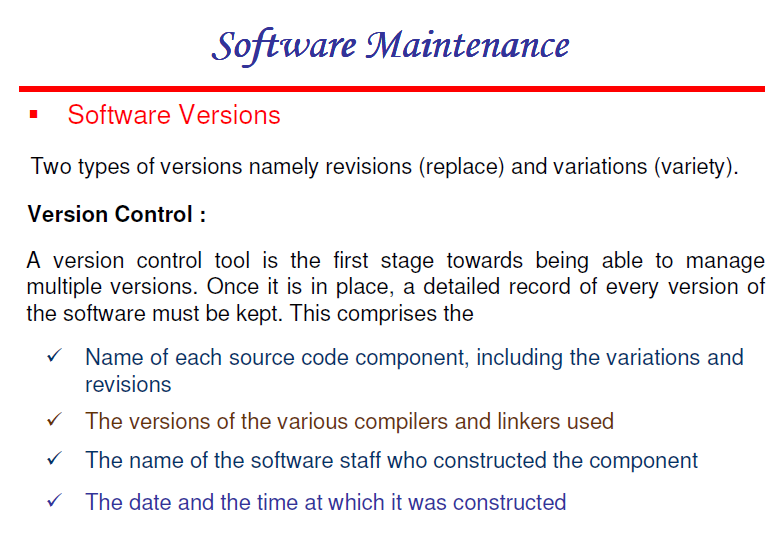 Software Maintenance
▪ Software Versions
Two types of versions namely revisions (replace) and variations (variety).
Version Control :
A version control tool is the first stage towards being able to manage
multiple versions. Once it is in place, a detailed record of every version of
the software must be kept. This comprises the
✓ Name of each source code component, including the variations and
revisions
✓ The versions of the various compilers and linkers used
✓ The name of the software staff who constructed the component
✓ The date and the time at which it was constructed